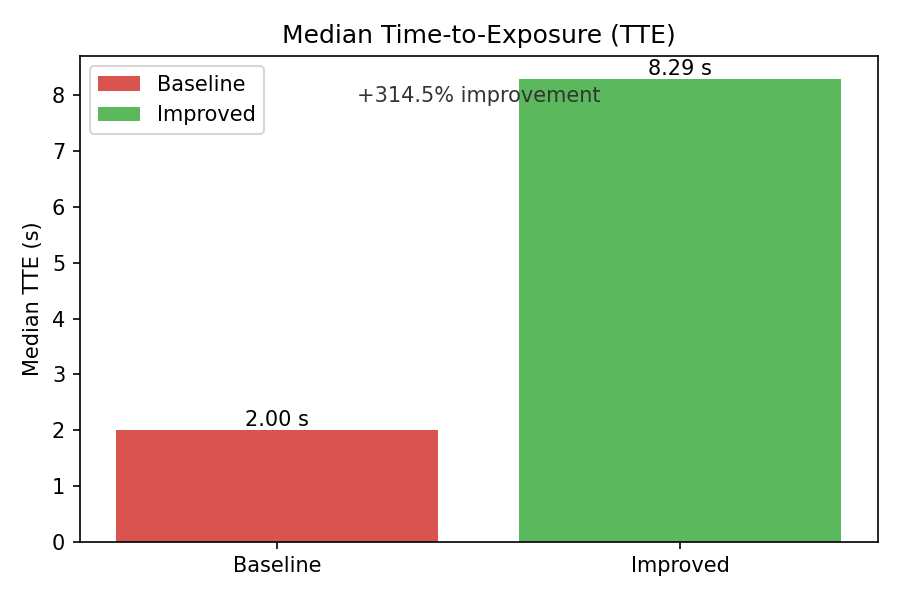 Median Time-to-Exposure (TTE)
Baseline
Improved
+314.5% improvement
8.29 s
2.00 s
Median TTE (s)
8
7
6
5
4
3
2
1
0
Baseline
Improved